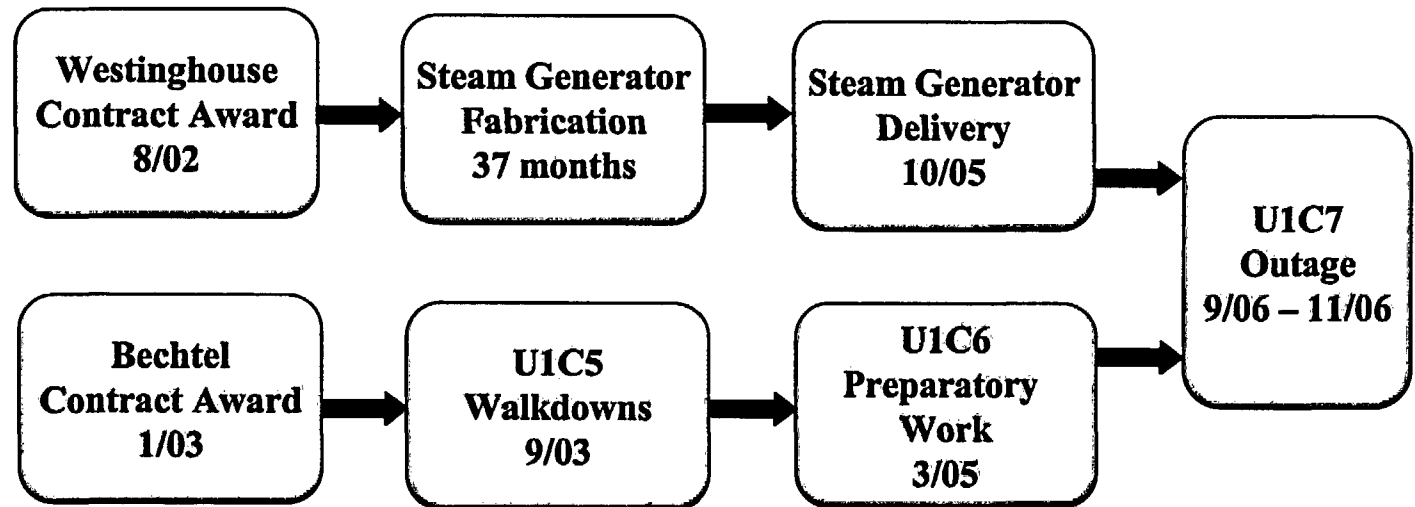 Westinghouse
Contract Award
8/02
Steam Generator
Fabrication
37 months
Steam Generator
Delivery
10/05
U1C7
Outage
9/06 – 11/06
Bechtel
Contract Award
1/03
U1C5
Walkdowns
9/03
U1C6
Preparatory
Work
3/05